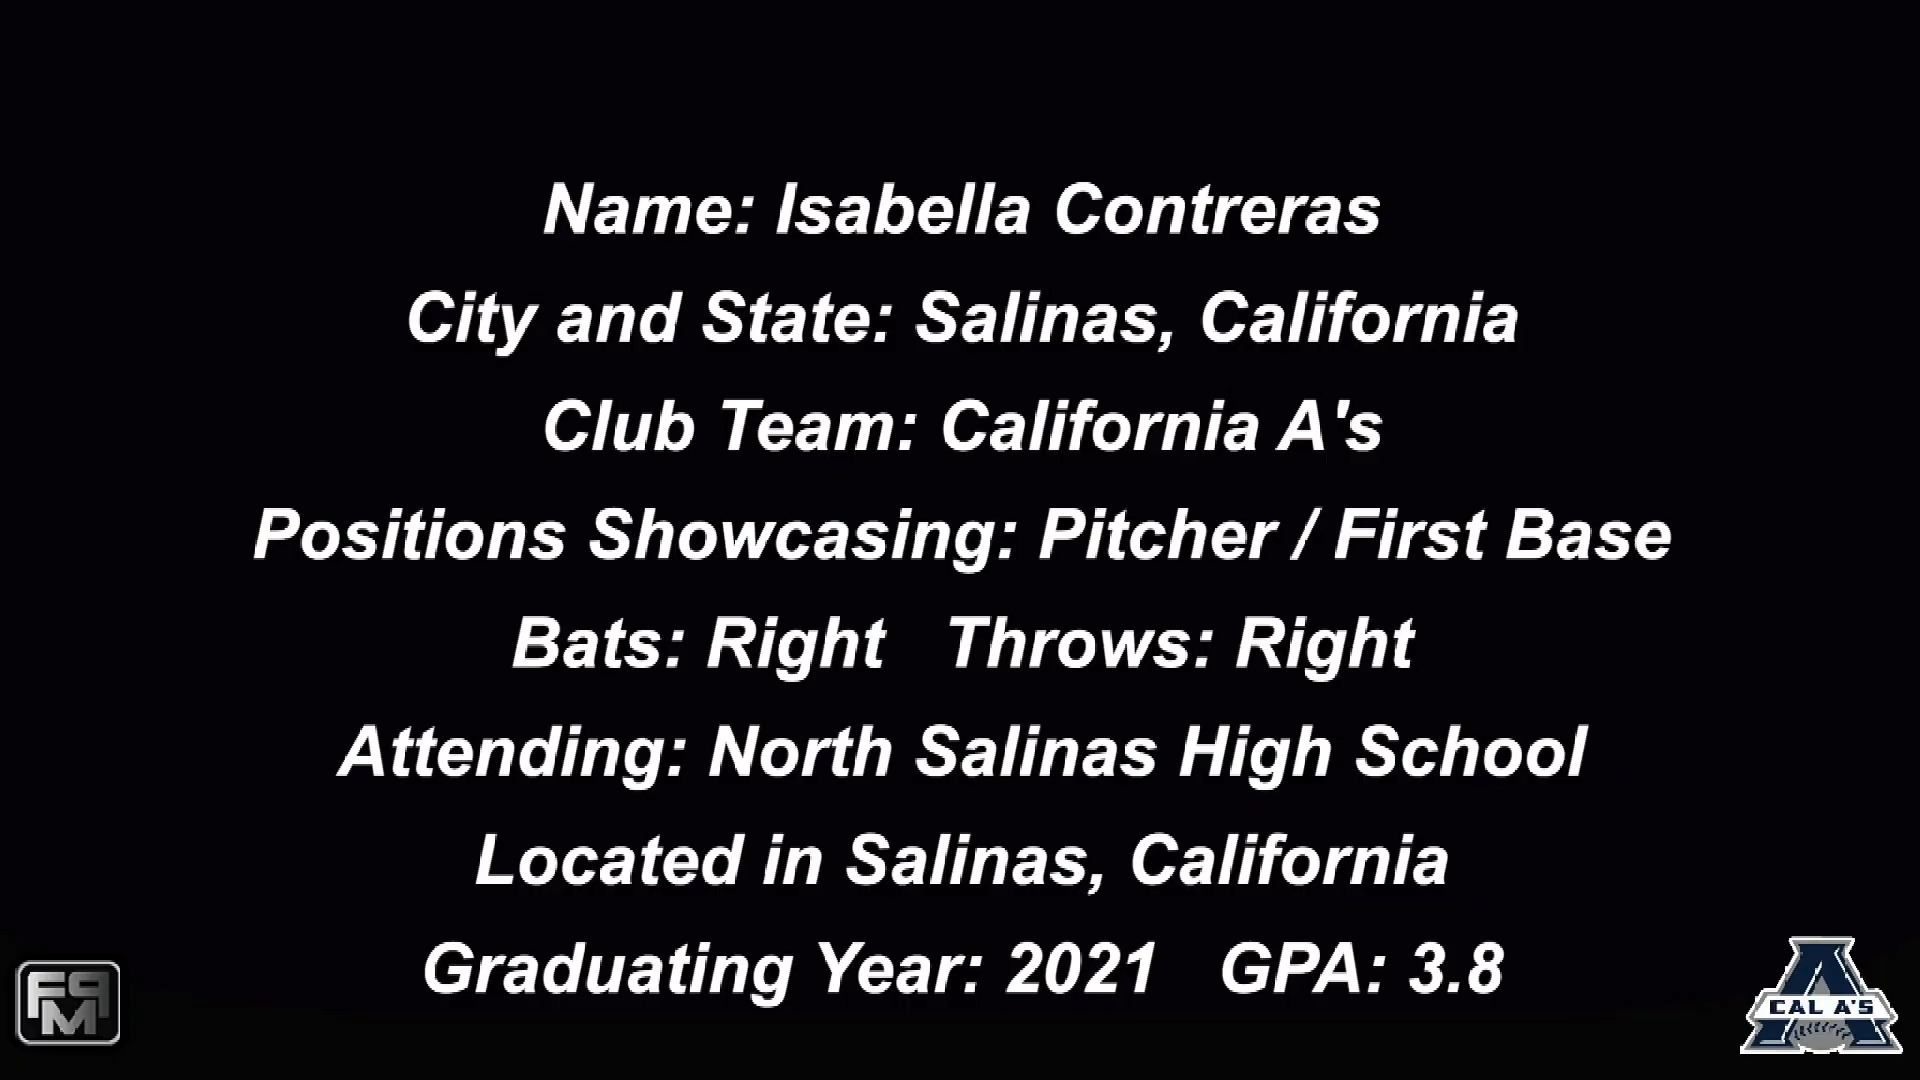 Name: Isabella Contreras
City and State: Salinas, California
Club Team: California A's
Positions Showcasing: Pitcher / First Base
Bats: Right   Throws: Right
Attending: North Salinas High School
Located in Salinas, California
Graduating Year: 2021   GPA: 3.8
FPM
CAL A'S